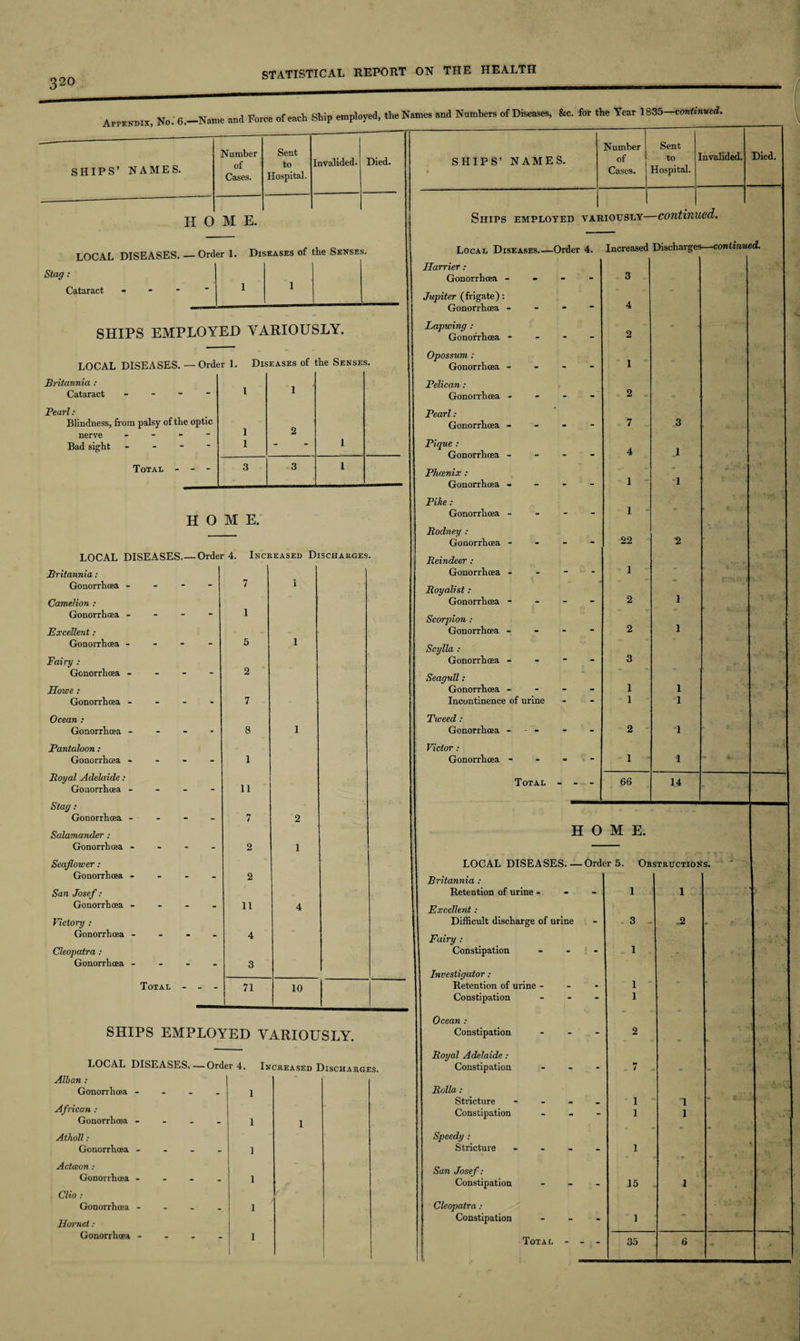 320
STATISTICAL REPORT ON THE HEALTH
APPENDIX, No. 6.—Name and Force of each Ship employed, the Names and Numbers of Diseases, &c. for the Year 1835—continued.
SHIPS' NAMES. Number of Cases. Sent to Hospital. Invalided. Died.
HOME.
LOCAL DISEASES.—Order 1. DISEASES of the SENSES.
Stag :
Cataract - - - - 1 1
SHIPS EMPLOYED VARIOUSLY.
LOCAL DISEASES.—Order 1. DISEASES of the SENSES.
Britannia :
Cataract - - - - 1 1
Pearl :
Blindness, from palsy of the optic
nerve - - - - 1 2
Bad sight - - - - 1 - - 1
TOTAL - - - 3 3 1
HOME.
LOCAL DISEASES.—Order 4. INCREASED DISCHARGES.
Britannia :
Gonorrhœa - - - - 7 1
Camelion :
Gonorrhœa - - - - 1
Excellent :
Gonorrhœa - - - - 5 1
Fairy :
Gonorrhœa - - - - 2
Howe :
Gonorrhœa - - - - 7
Ocean :
Gonorrhœa - - - - 8 1
Pantaloon :
Gonorrhœa - - - - 1
Royal Adelaide :
Gonorrhœa - - - - 11
Stag :
Gonorrhœa - - - - 7 2
Salamander :
Gonorrhœa - - - - 2 1
Seaflower :
Gonorrhœa - - - - 2
San Josef :
Gonorrhœa - - - - 11 4
Victory :
Gonorrhœa - - - - 4
Cleopatra :
Gonorrhœa - - - - 3
TOTAL - - - 71 10
SHIPS EMPLOYED VARIOUSLY.
LOCAL DISEASES.—Order 4. INCREASED DISCHARGES.
Alban :
Gonorrhœa - - - - 1
African :
Gonorrhœa - - - - 1 1
Atholl :
Gonorrhœa - - - - 1
Actæon :
Gonorrhœa - - - - 1
Clio :
Gonorrhœa - - - - 1
Hornet :
Gonorrhœa - - - - 1
SHIPS' NAMES. Number of Cases. Sent to Hospital. Invalided. Died.
SHIPS EMPLOYED VARIOUSLY—continued.
LOCAL DISEASES.—Order 4. Increased Discharges—continued.
Harrier :
Gonorrhœa - - - - 3
Jupiter (frigate) :
Gonorrhœa - - - - 4
Lapwing :
Gonorrhœa - - - - 2
Opossum :
Gonorrhœa - - - - 1
Pelican :
Gonorrhœa - - - - 2
Pearl :
Gonorrhœa - - - - 7 3
Pique :
Gonorrhœa - - - - 4 1
Phœnix :
Gonorrhœa - - - - 1 1
Pike :
Gonorrhœa - - - - 1
Rodney :
Gonorrhœa - - - - 22 2
Reindeer :
Gonorrhœa - - - - 1
Royalist :
Gonorrhœa - - - - 2 1
Scorpion :
Gonorrhœa - - - - 2 1
Scylla :
Gonorrhœa - - - - 3
Seagull :
Gonorrhœa - - - - 1 1
Incontinence of urine - - 1 1
Tweed :
Gonorrhœa - - - - 2 1
Victor :
Gonorrhœa - - - - 1 1
TOTAL - - - 66 14
HOME.
LOCAL DISEASES.—Order 5. OBSTRUCTIONS.
Britannia :
Retention of urine - - - 1 1
Excellent :
Difficult discharge of urine - 3 2
Fairy :
Constipation - - - 1
Investigator :
Retention of urine - - - 1
Constipation - - - 1
Ocean :
Constipation - - - 2
Royal Adelaide :
Constipation - - - 7
Rolla :
Stricture - - - - 1 1
Constipation - - - 1 1
Speedy :
Stricture - - - - 1
San Josef :
Constipation - - - 15 1
Cleopatra :
Constipation - - - 1
TOTAL - - - 35 6